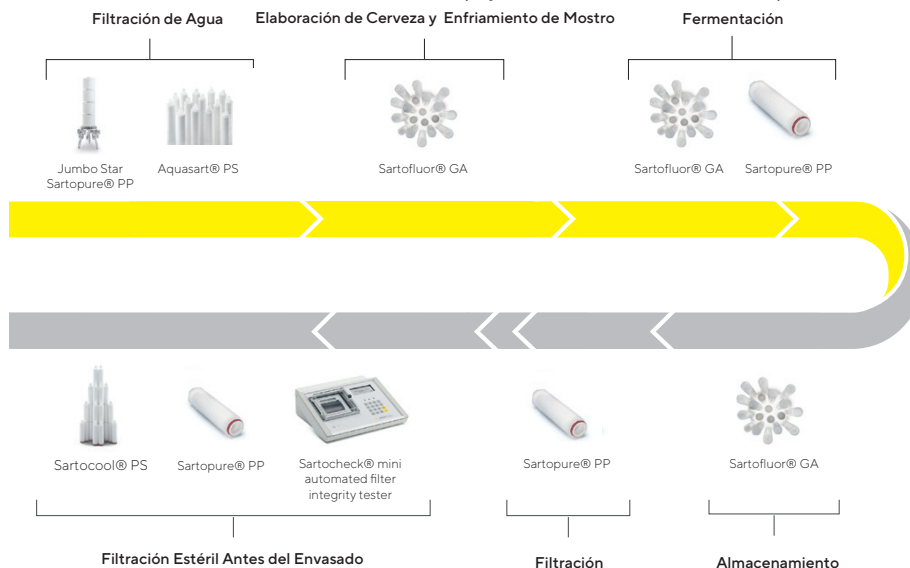 Filtración de Agua
Elaboración de Cerveza y Enfriamiento de Mostro
Fermentación
Jumbo Star
Sartopure® PP
Aquasart® PS
Sartofluor® GA
Sartofluor® GA
Sartopure® PP
Sartocool® PS
Sartopure® PP
Sartocheck® mini
automated filter
integrity tester
Sartopure® PP
Sartofluor® GA
Filtración Estéril Antes del Envasado
Filtración
Almacenamiento